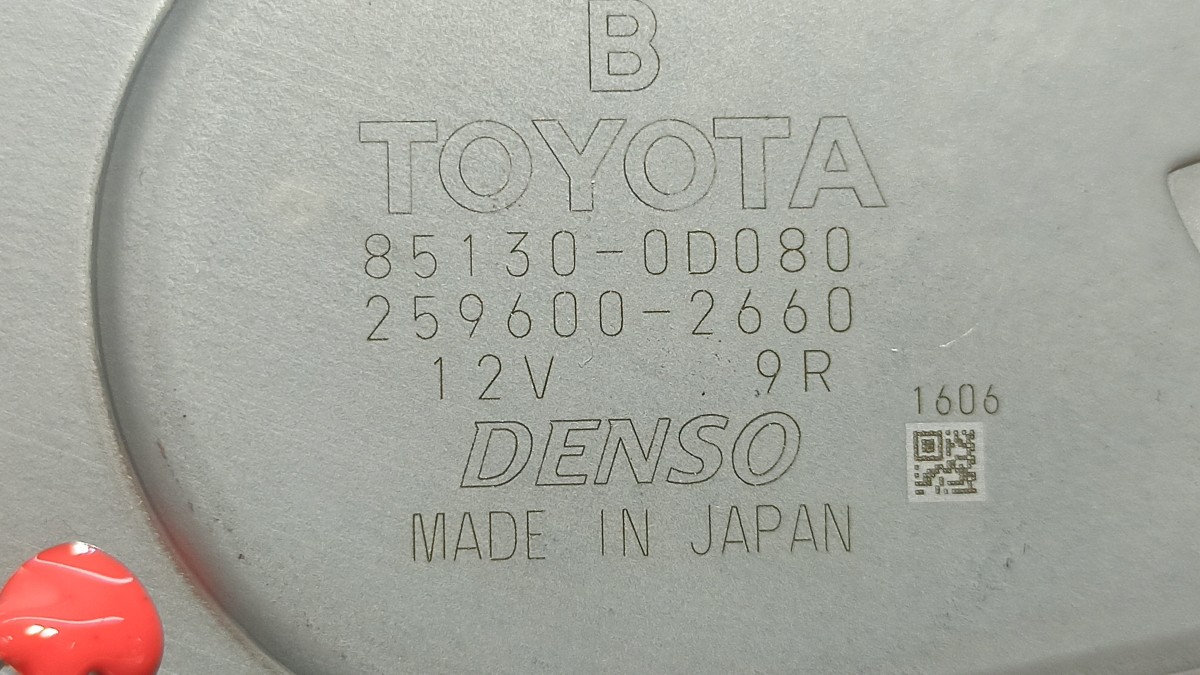 B
TOYOTA
85130-0D080
259600-2660
12V 9R
1606
DENSO
MADE IN JAPAN